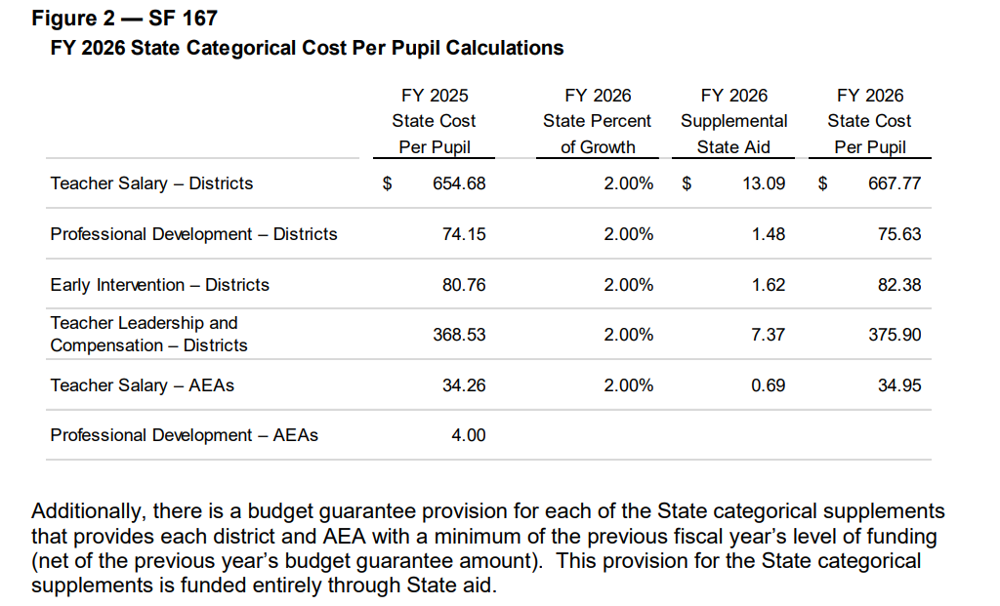 Figure 2 — SF 167
FY 2026 State Categorical Cost Per Pupil Calculations
FY 2025 FY 2026 FY 2026 FY 2026
State Cost State Percent Supplemental State Cost
Per Pupil of Growth State Aid Per Pupil
Teacher Salary – Districts $ 654.68 2.00% $ 13.09 $ 667.77
Professional Development – Districts 74.15 2.00% 1.48 75.63
Early Intervention – Districts 80.76 2.00% 1.62 82.38
Teacher Leadership and
Compensation – Districts 368.53 2.00% 7.37 375.90
Teacher Salary – AEAs 34.26 2.00% 0.69 34.95
Professional Development – AEAs 4.00
Additionally, there is a budget guarantee provision for each of the State categorical supplements
that provides each district and AEA with a minimum of the previous fiscal year’s level of funding
(net of the previous year’s budget guarantee amount). This provision for the State categorical
supplements is funded entirely through State aid.